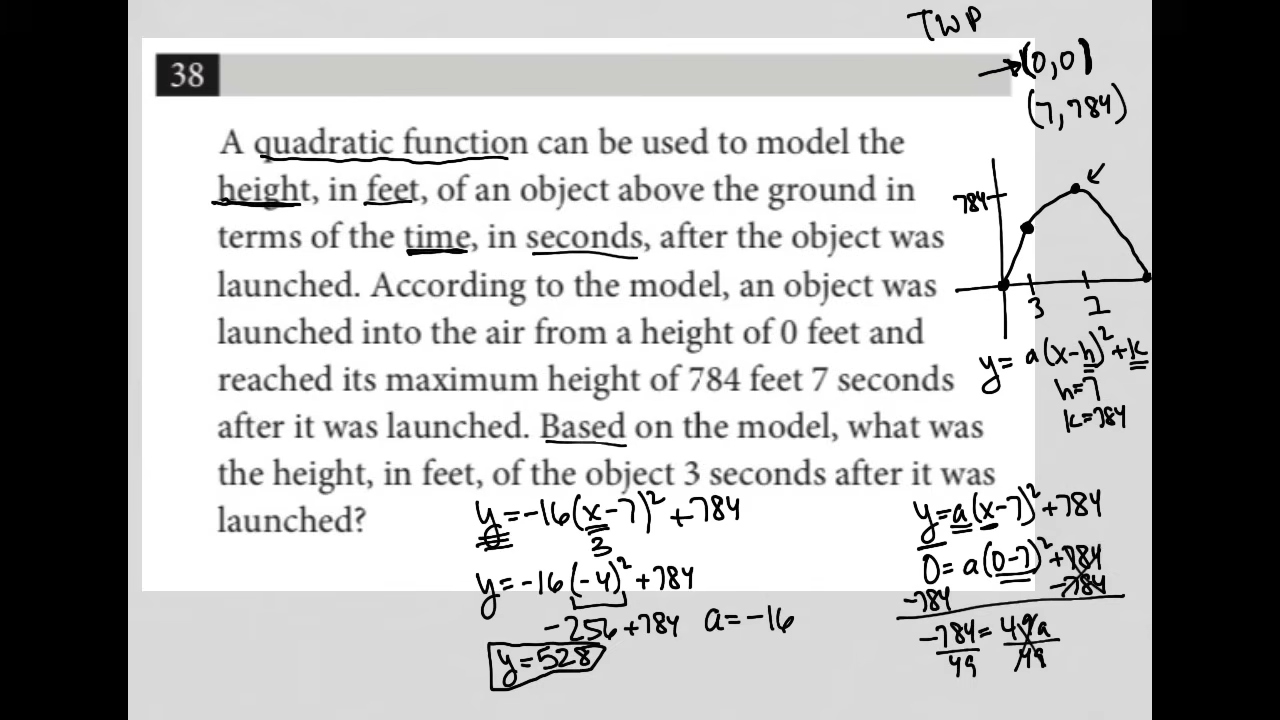 TWP
38
(0,0)
(7,784)
A quadratic function can be used to model the
height, in feet, of an object above the ground in
terms of the time, in seconds, after the object was
launched. According to the model, an object was
launched into the air from a height of 0 feet and
reached its maximum height of 784 feet 7 seconds
after it was launched. Based on the model, what was
the height, in feet, of the object 3 seconds after it was
launched?
784
3
7
y=a(x-h)²+k
h=7
k=784
y=a(x-7)²+784
0=a(0-7)²+784
-784 -784
-784=49a
49 49
a=-16
y=-16(x-7)²+784
3
y=-16(-4)²+784
-256+784
y=528